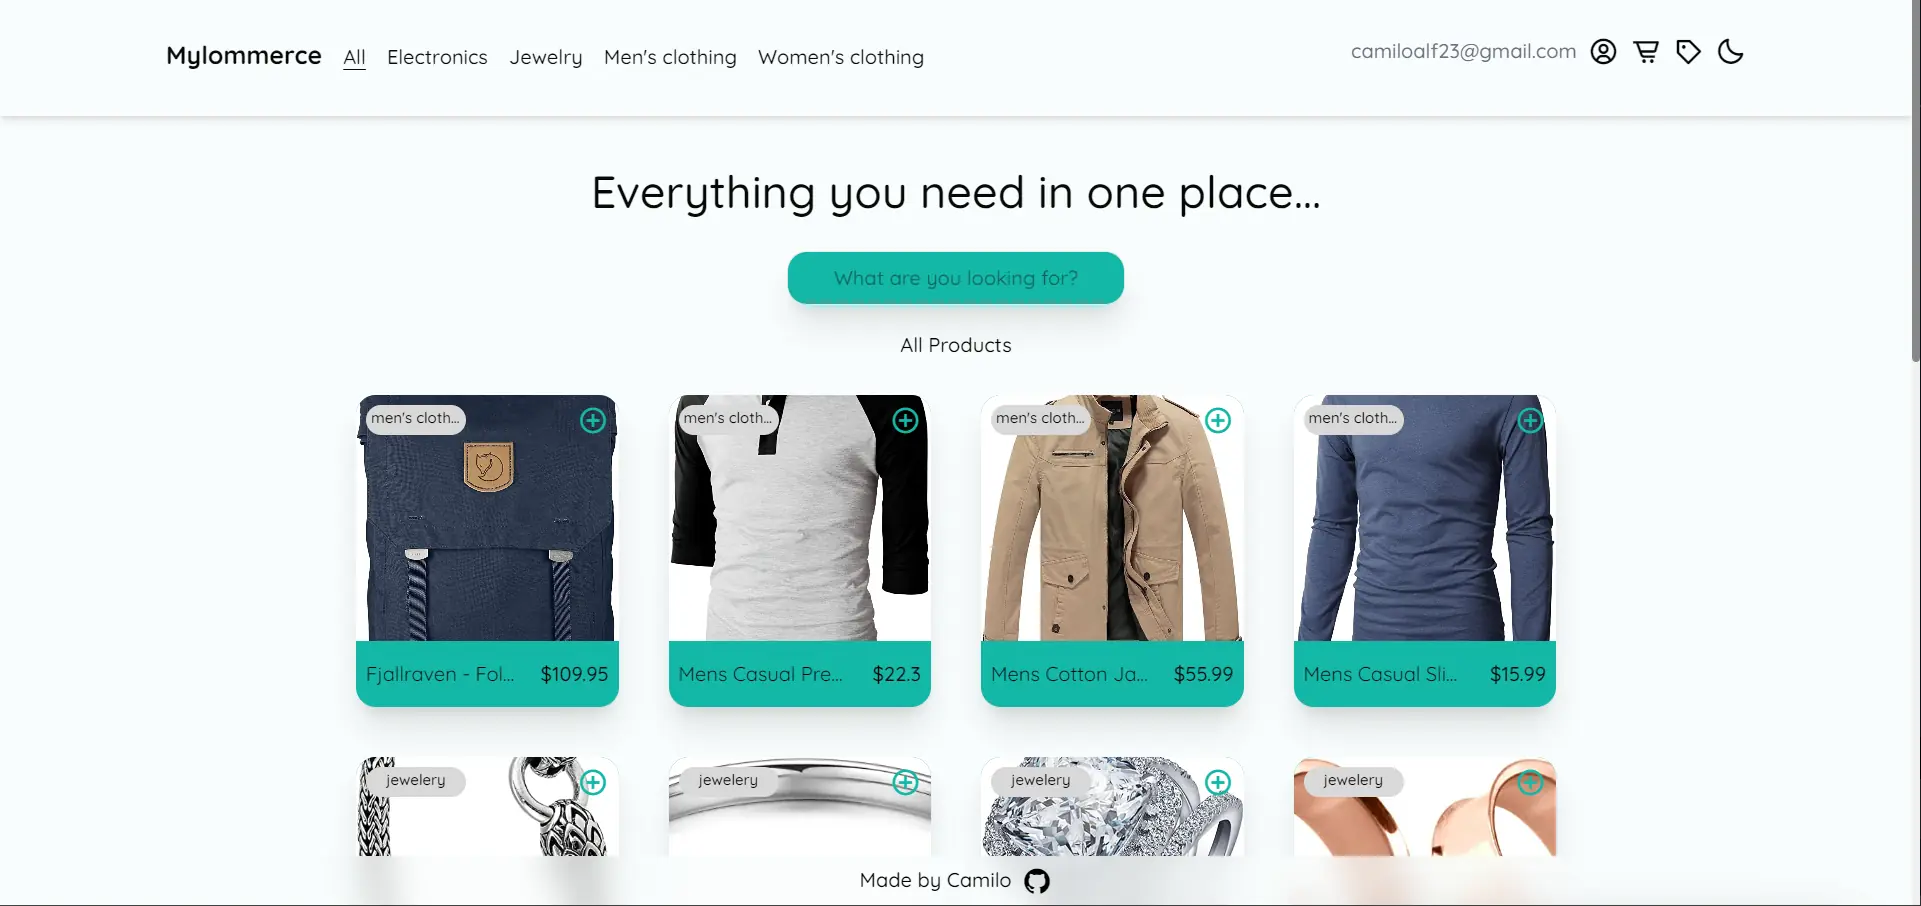 Mylommerce All Electronics Jewelry Men's clothing Women's clothing camiloalf23@gmail.com
Everything you need in one place...
What are you looking for?
All Products
men's cloth... men's cloth... men's cloth... men's cloth...
Fjallraven - Fol... $109.95 Mens Casual Pre... $22.3 Mens Cotton Ja... $55.99 Mens Casual Sli... $15.99
jewelery jewelery jewelery jewelery
Made by Camilo